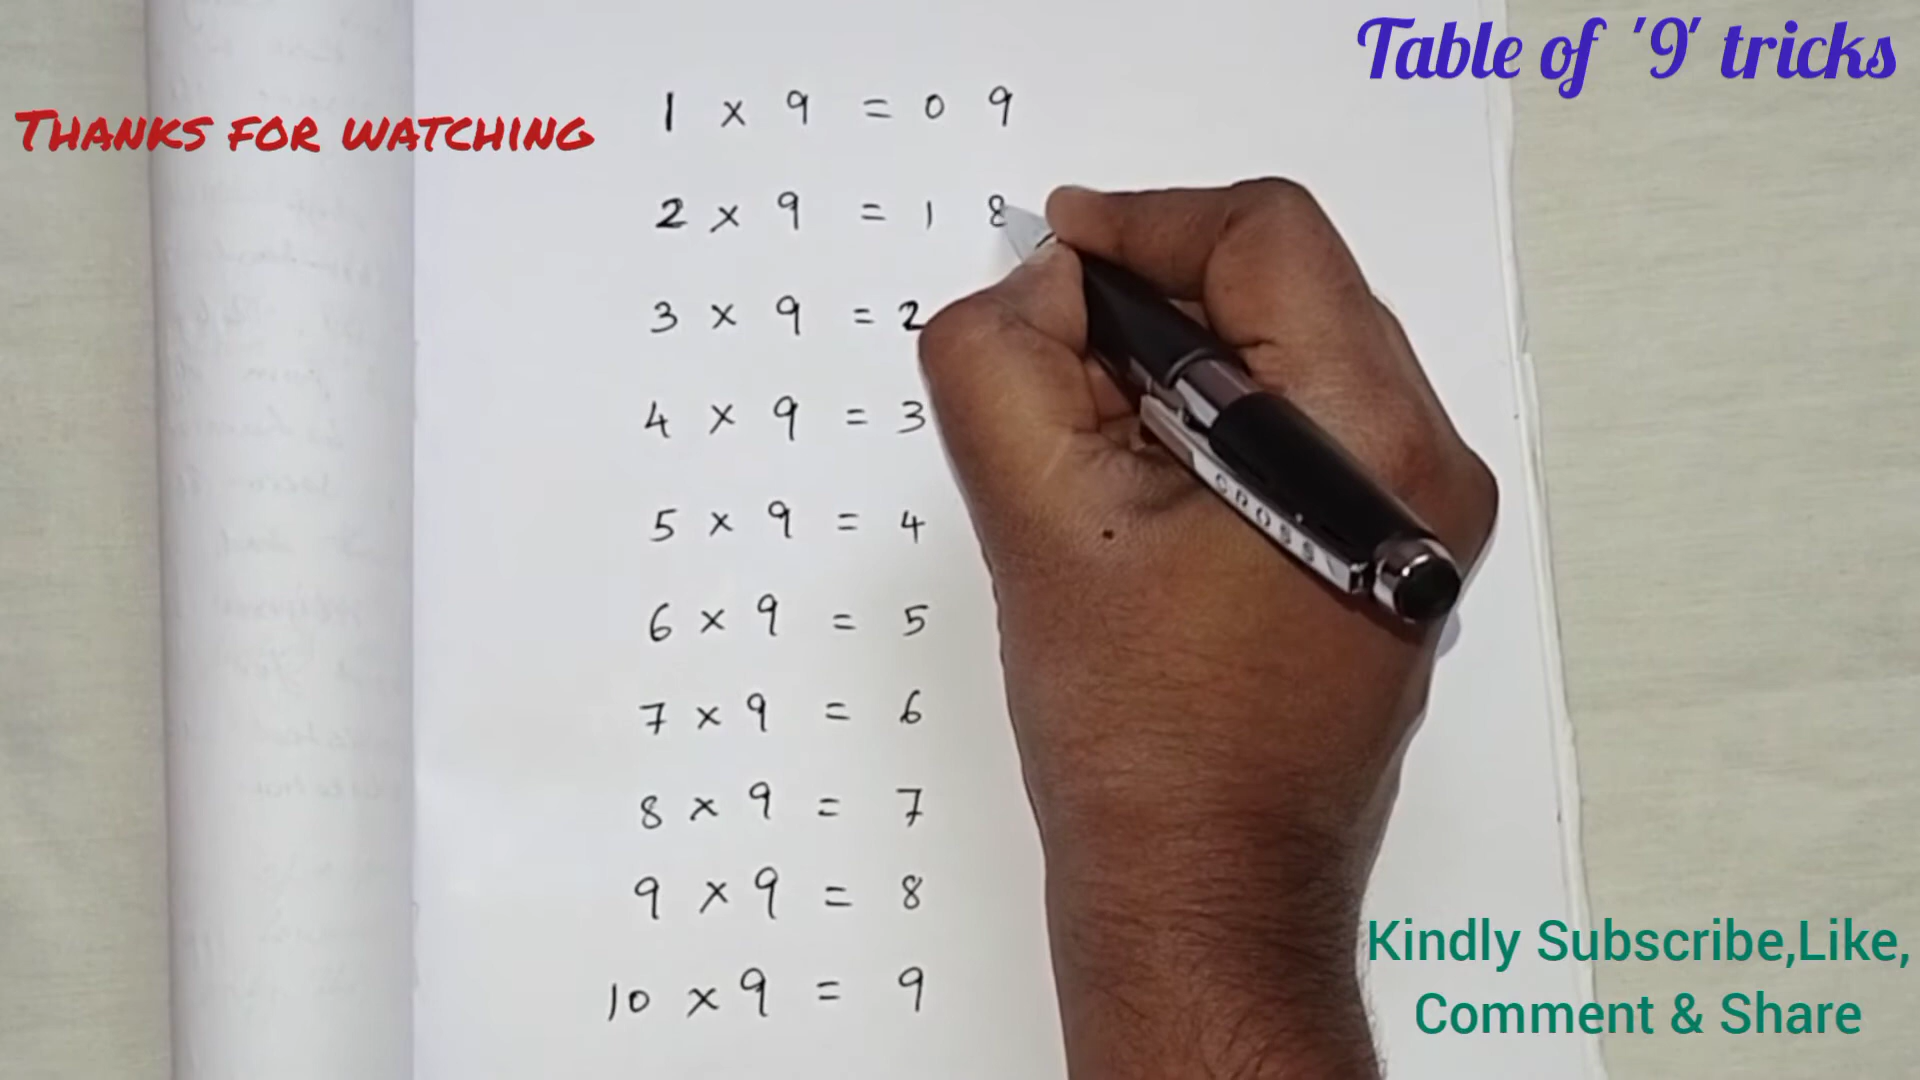 Table of '9' tricks
Thanks for watching
1 x 9 = 0 9
2 x 9 = 1 8
3 x 9 = 2
4 x 9 = 3
5 x 9 = 4
6 x 9 = 5
7 x 9 = 6
8 x 9 = 7
9 x 9 = 8
10 x 9 = 9
CROSS
Kindly Subscribe,Like,
Comment & Share